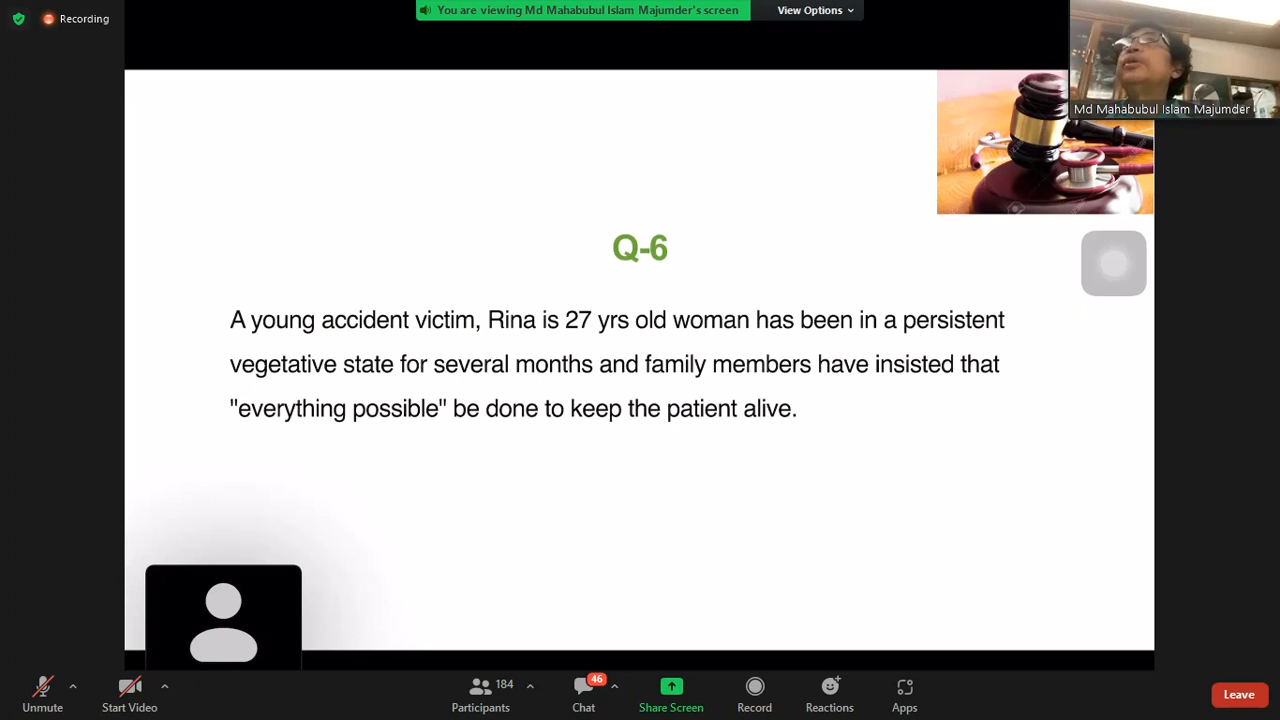 Recording
You are viewing Md Mahabubul Islam Majumder's screen
View Options
Md Mahabubul Islam Majumder
Q-6
A young accident victim, Rina is 27 yrs old woman has been in a persistent
vegetative state for several months and family members have insisted that
"everything possible" be done to keep the patient alive.
Unmute
Start Video
184
Participants
46
Chat
Share Screen
Record
Reactions
Apps
Leave